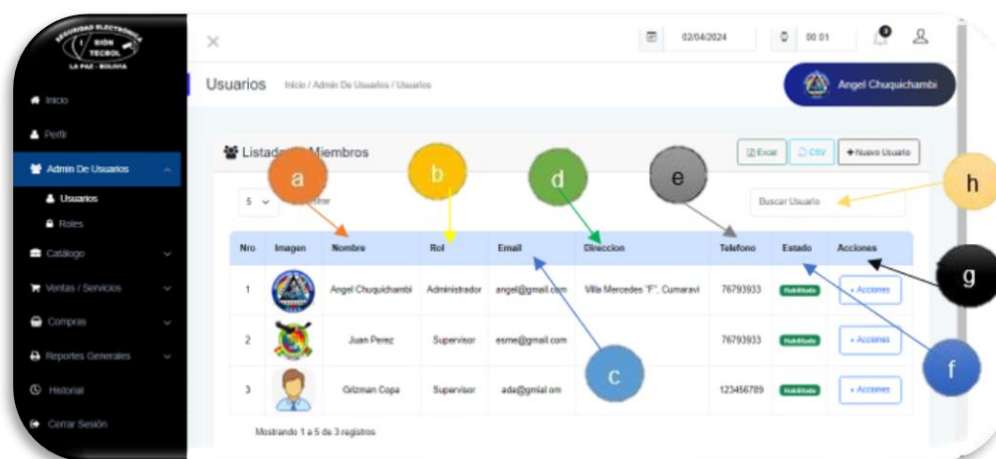 SEGURIDAD ELECTRÓNICA
VISIÓN
TECBOL
LA PAZ - BOLIVIA
Inicio
Perfil
Admin De Usuarios
Usuarios
Roles
Catálogo
Ventas / Servicios
Compras
Reportes Generales
Historial
Cerrar Sesión
02/04/2024
00:01
Usuarios Inicio / Admin De Usuarios / Usuarios
Angel Chuquichambi
Miembros
Excel CSV +Nuevo Usuario
a b d e h
5
Buscar Usuario
Nro Imagen Nombre Rol Email Direccion Telefono Estado Acciones
g
1 Angel Chuquichambi Administrador angel@gmail.com Villa Mercedes "F", Cumaravi 76793933 Habilitado + Acciones
2 Juan Perez Supervisor esme@gmail.com 76793933 Habilitado + Acciones
c f
3 Grizman Copa Supervisor ada@gmial.om 123456789 Habilitado + Acciones
Mostrando 1 a 5 de 3 registros